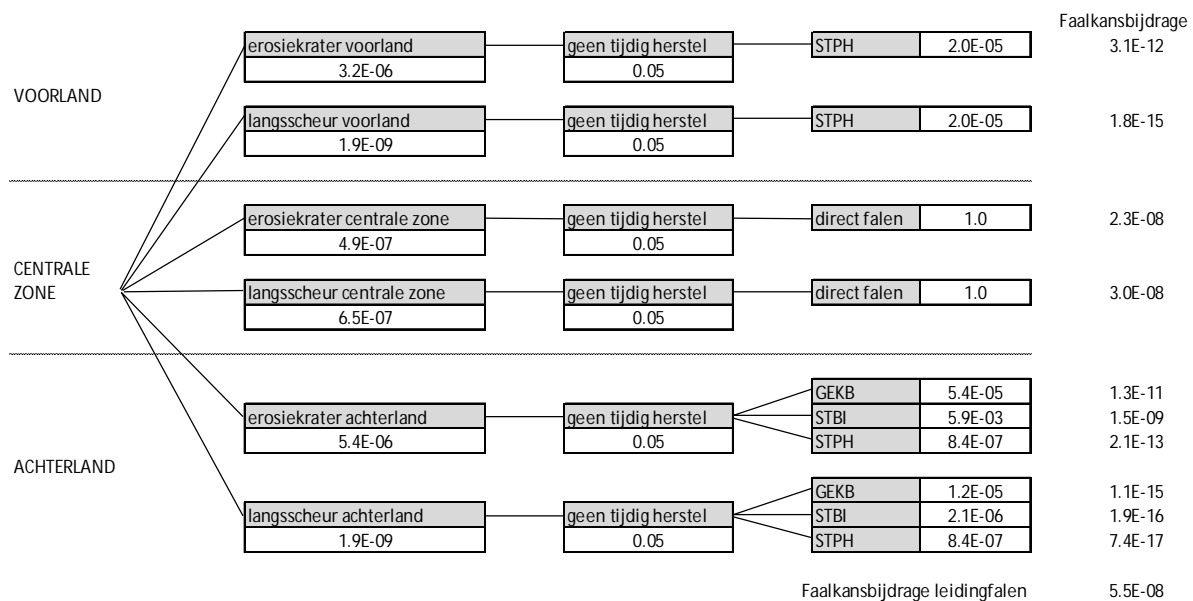 Faalkansbijdrage
erosiekrater voorland geen tijdig herstel STPH 2.0E-05 3.1E-12
3.2E-06 0.05
VOORLAND
langsscheur voorland geen tijdig herstel STPH 2.0E-05 1.8E-15
1.9E-09 0.05
erosiekrater centrale zone geen tijdig herstel direct falen 1.0 2.3E-08
4.9E-07 0.05
CENTRALE
ZONE
langsscheur centrale zone geen tijdig herstel direct falen 1.0 3.0E-08
6.5E-07 0.05
GEKB 5.4E-05 1.3E-11
erosiekrater achterland geen tijdig herstel STBI 5.9E-03 1.5E-09
5.4E-06 0.05 STPH 8.4E-07 2.1E-13
ACHTERLAND
GEKB 1.2E-05 1.1E-15
langsscheur achterland geen tijdig herstel STBI 2.1E-06 1.9E-16
1.9E-09 0.05 STPH 8.4E-07 7.4E-17
Faalkansbijdrage leidingfalen 5.5E-08